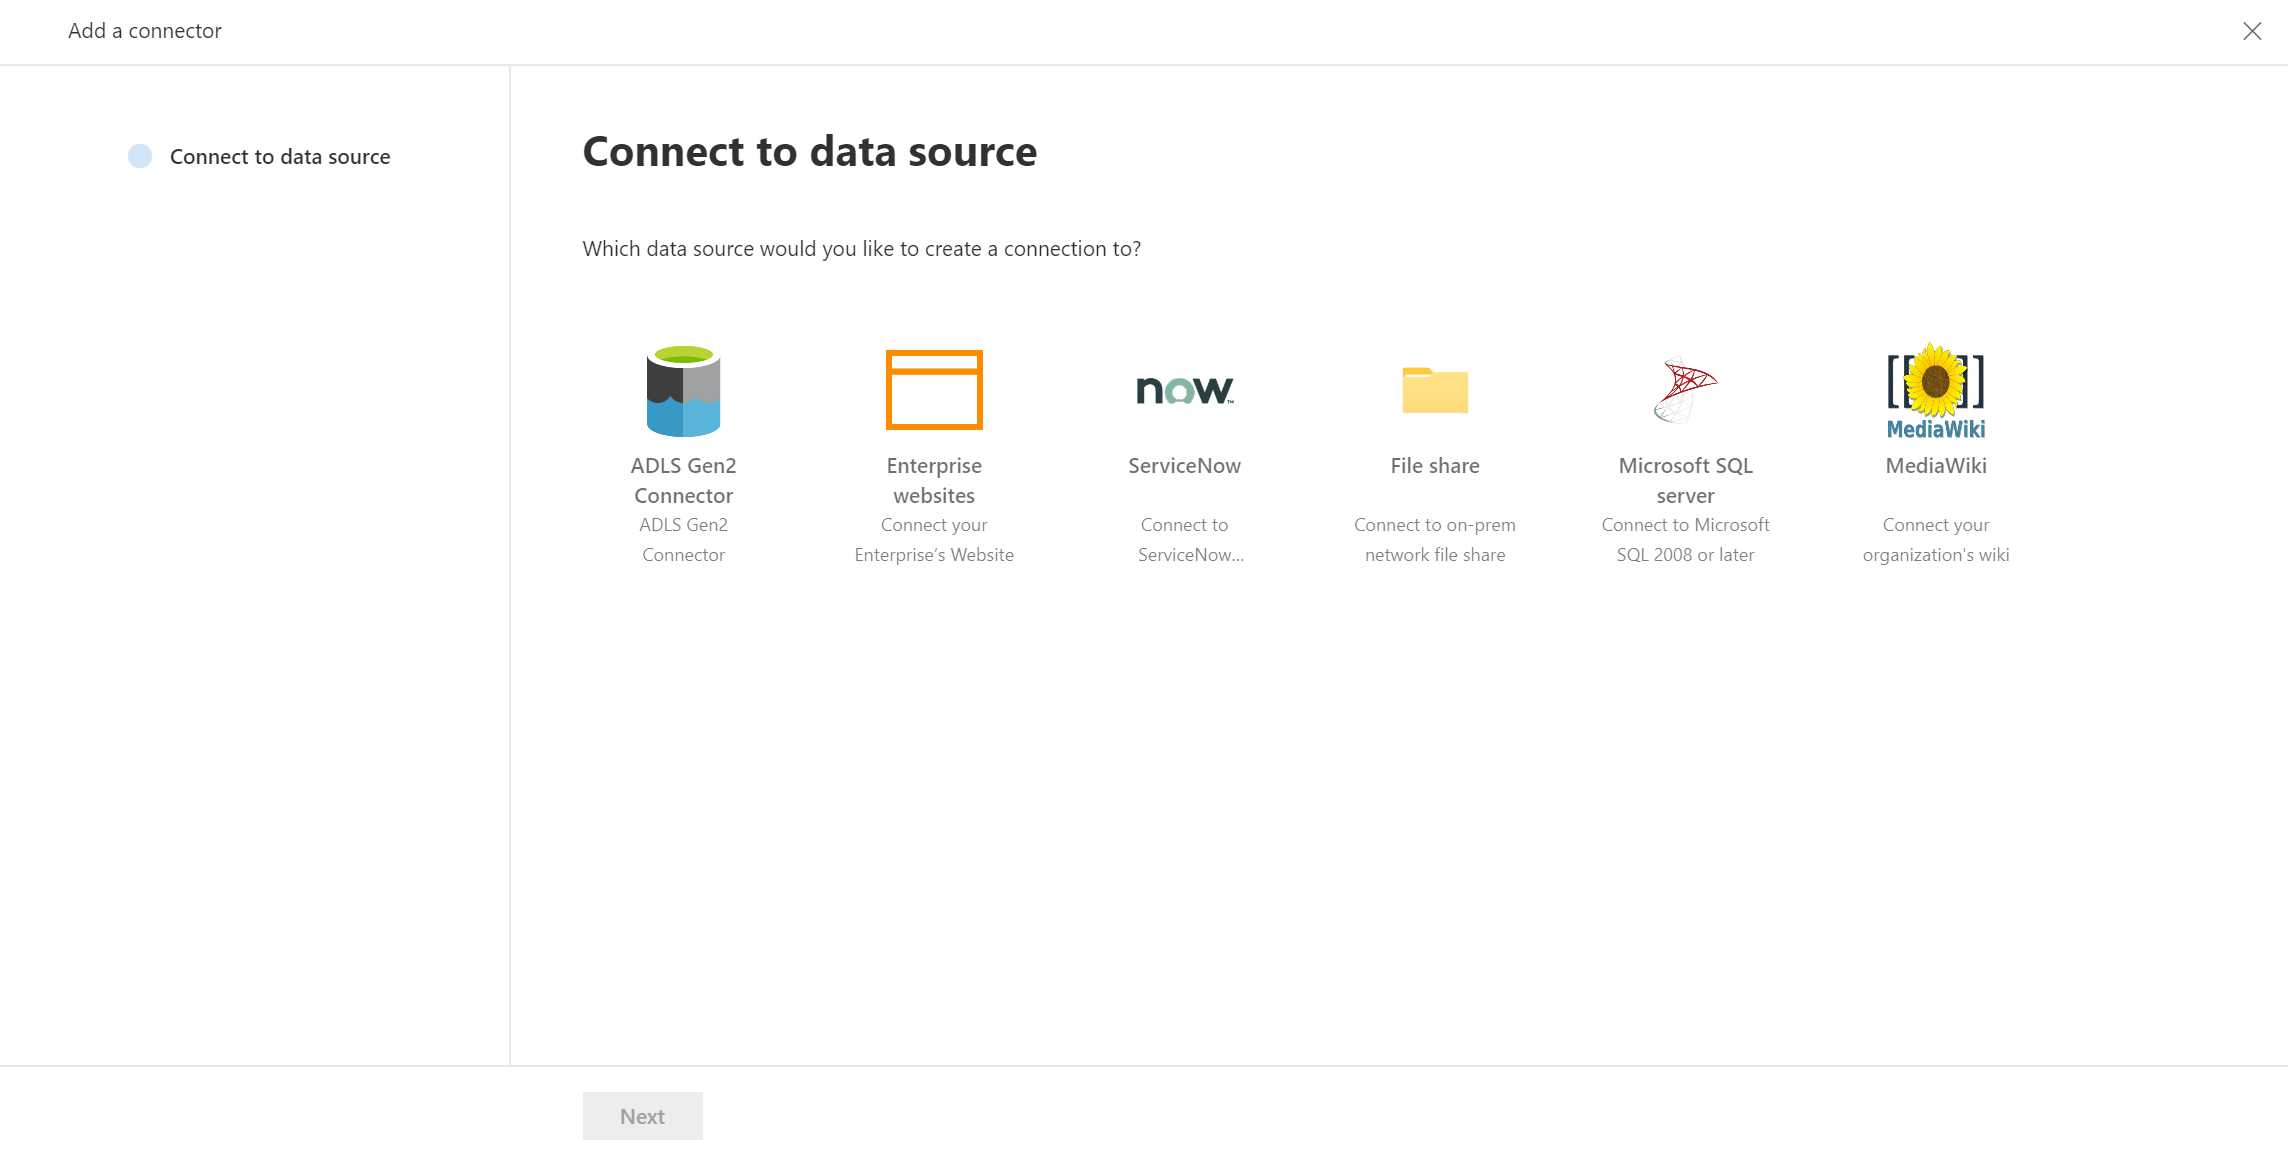 Add a connector
Connect to data source
Connect to data source
Which data source would you like to create a connection to?
now™
[[ ]]
MediaWiki
ADLS Gen2
Connector
ADLS Gen2
Connector
Enterprise
websites
Connect your
Enterprise’s Website
ServiceNow
Connect to
ServiceNow...
File share
Connect to on-prem
network file share
Microsoft SQL
server
Connect to Microsoft
SQL 2008 or later
MediaWiki
Connect your
organization's wiki
Next